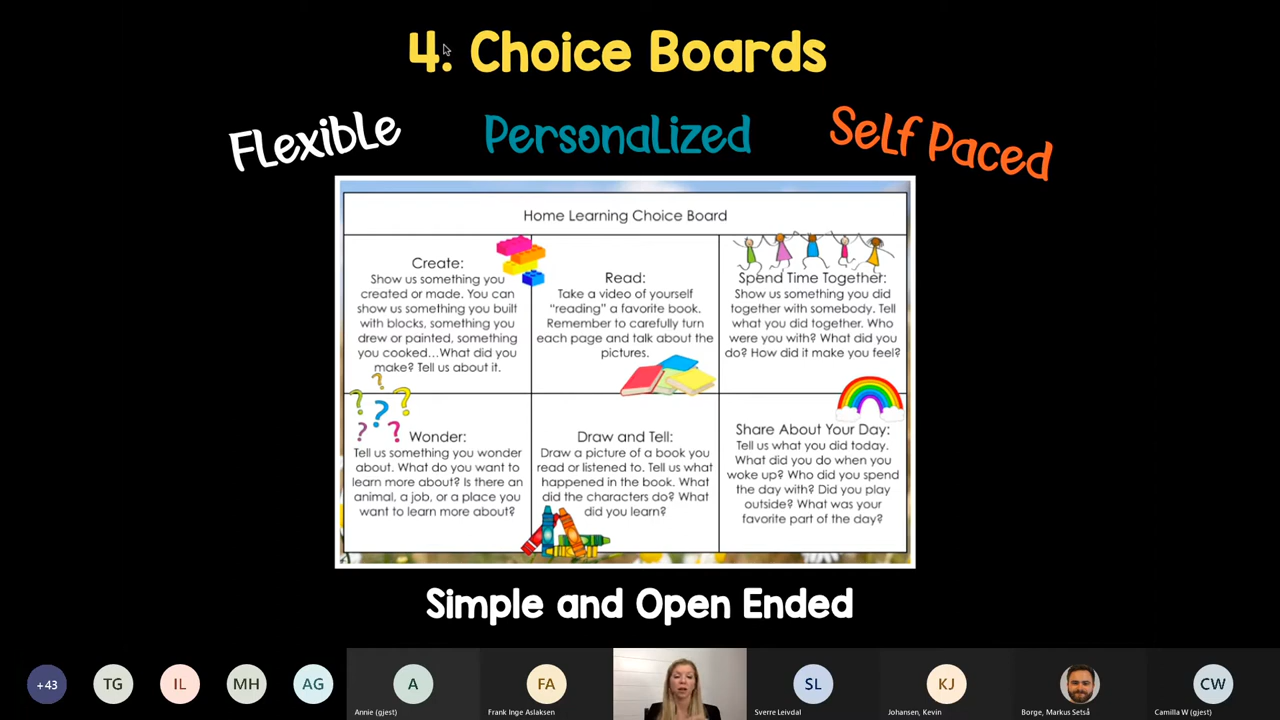 4. Choice Boards
Flexible
Personalized
Self Paced
Home Learning Choice Board
Create:
Show us something you
created or made. You can
show us something you built
with blocks, something you
drew or painted, something
you cooked...What did you
make? Tell us about it.
Read:
Take a video of yourself
"reading" a favorite book.
Remember to carefully turn
each page and talk about the
pictures.
Spend Time Together:
Show us something you did
together with somebody. Tell
what you did together. Who
were you with? What did you
do? How did it make you feel?
? ? ? ? ? ?
Wonder:
Tell us something you wonder
about. What do you want to
learn more about? Is there an
animal, a job, or a place you
want to learn more about?
Draw and Tell:
Draw a picture of a book you
read or listened to. Tell us what
happened in the book. What
did the characters do? What
did you learn?
Share About Your Day:
Tell us what you did today.
What did you do when you
woke up? Who did you spend
the day with? Did you play
outside? What was your
favorite part of the day?
Simple and Open Ended
+43
TG
IL
MH
AG
A
Annie (gjest)
FA
Frank Inge Aslaksen
SL
Sverre Leivdal
KJ
Johansen, Kevin
Borge, Markus Setså
CW
Camilla W (gjest)